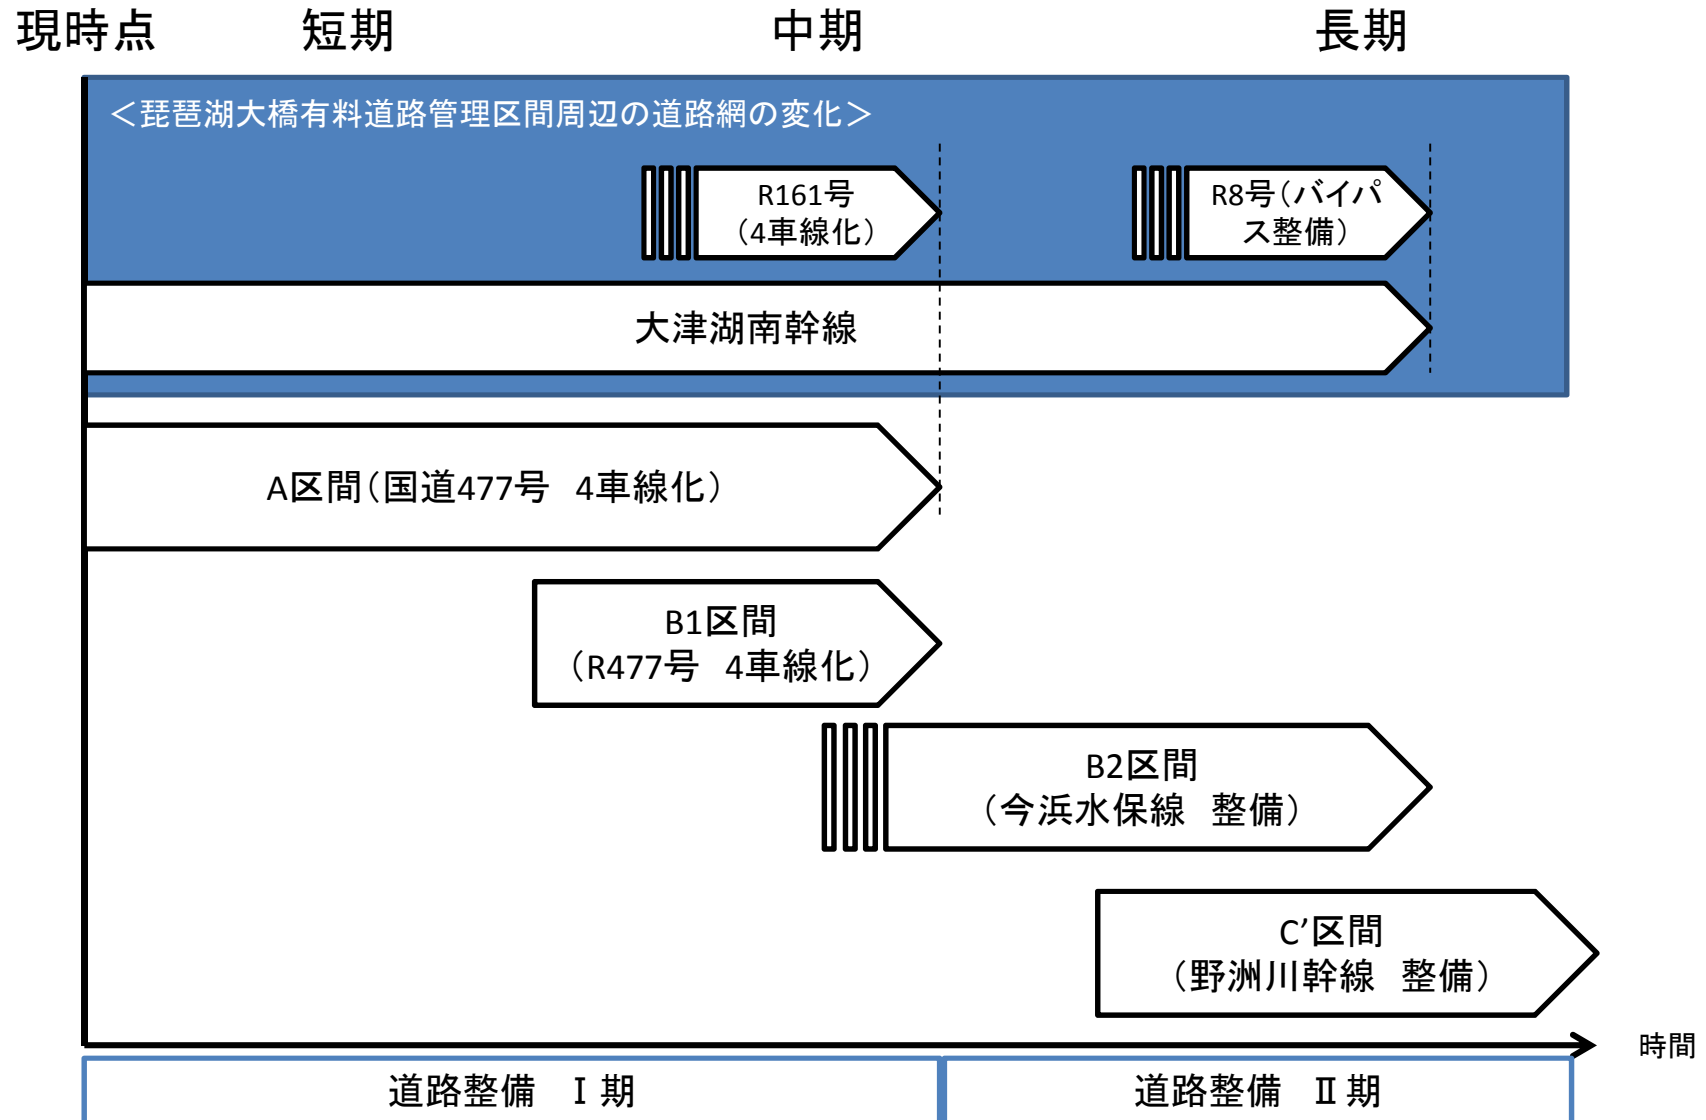 現時点 短期 中期 長期
＜琵琶湖大橋有料道路管理区間周辺の道路網の変化＞
R161号
（4車線化）
R8号（バイパ
ス整備）
大津湖南幹線
A区間（国道477号　4車線化）
B1区間
（R477号　4車線化）
B2区間
（今浜水保線　整備）
C’区間
（野洲川幹線　整備）
時間
道路整備　Ⅰ期 道路整備　Ⅱ期